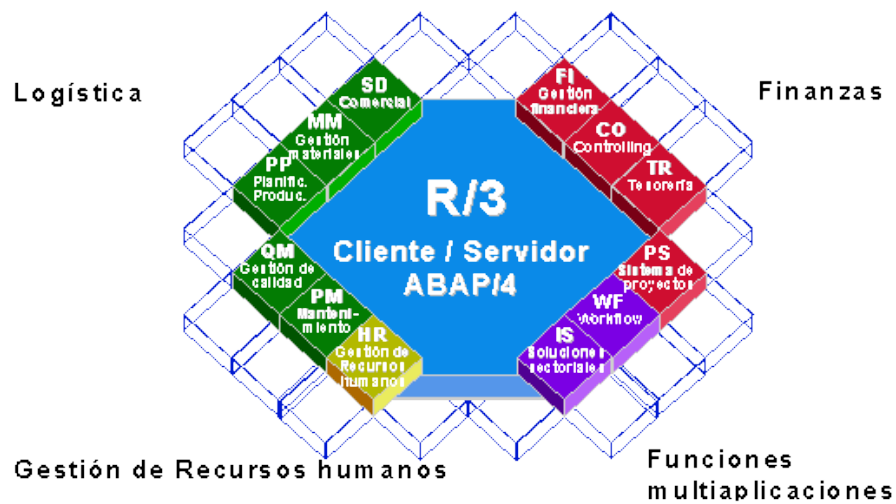 Logística
Finanzas
SD
Comercial
MM
Gestión
materiales
PP
Planific.
Produc.
FI
Gestión
financiera
CO
Controlling
TR
Tesorería
R/3
Cliente / Servidor
ABAP/4
QM
Gestión de
calidad
PM
Manteni-
miento
HR
Gestión de
Recursos
humanos
PS
Sistema de
proyectos
WF
Workflow
IS
Soluciones
sectoriales
Gestión de Recursos humanos
Funciones
multiaplicaciones